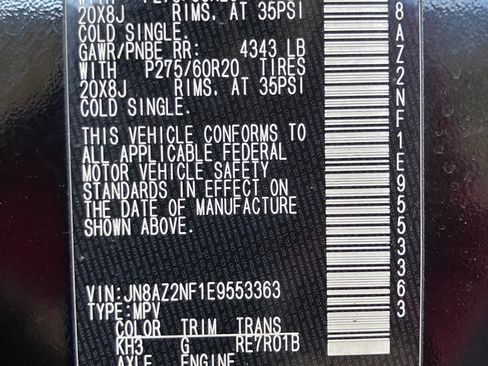 20X8J RIMS. AT 35PSI
COLD SINGLE.
GAWR/PNBE RR: 4343 LB
WITH P275/60R20 TIRES
20X8J RIMS. AT 35PSI
COLD SINGLE.
THIS VEHICLE CONFORMS TO
ALL APPLICABLE FEDERAL
MOTOR VEHICLE SAFETY
STANDARDS IN EFFECT ON
THE DATE OF MANUFACTURE
SHOWN ABOVE.
VIN:JN8AZ2NF1E9553363
TYPE:MPV
COLOR TRIM TRANS
KH3 G RE7R01B
AXLE ENGINE
8AZ2NF1E9553363